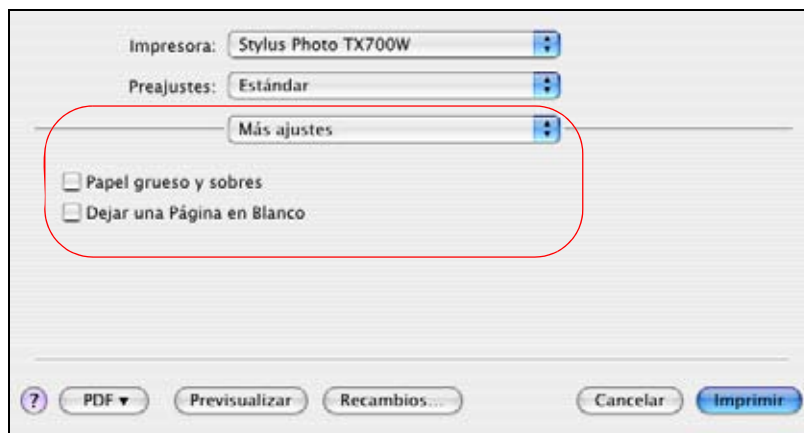 Impresora: Stylus Photo TX700W
Preajustes: Estándar
Más ajustes
Papel grueso y sobres
Dejar una Página en Blanco
? PDF ▼ Previsualizar Recambios... Cancelar Imprimir